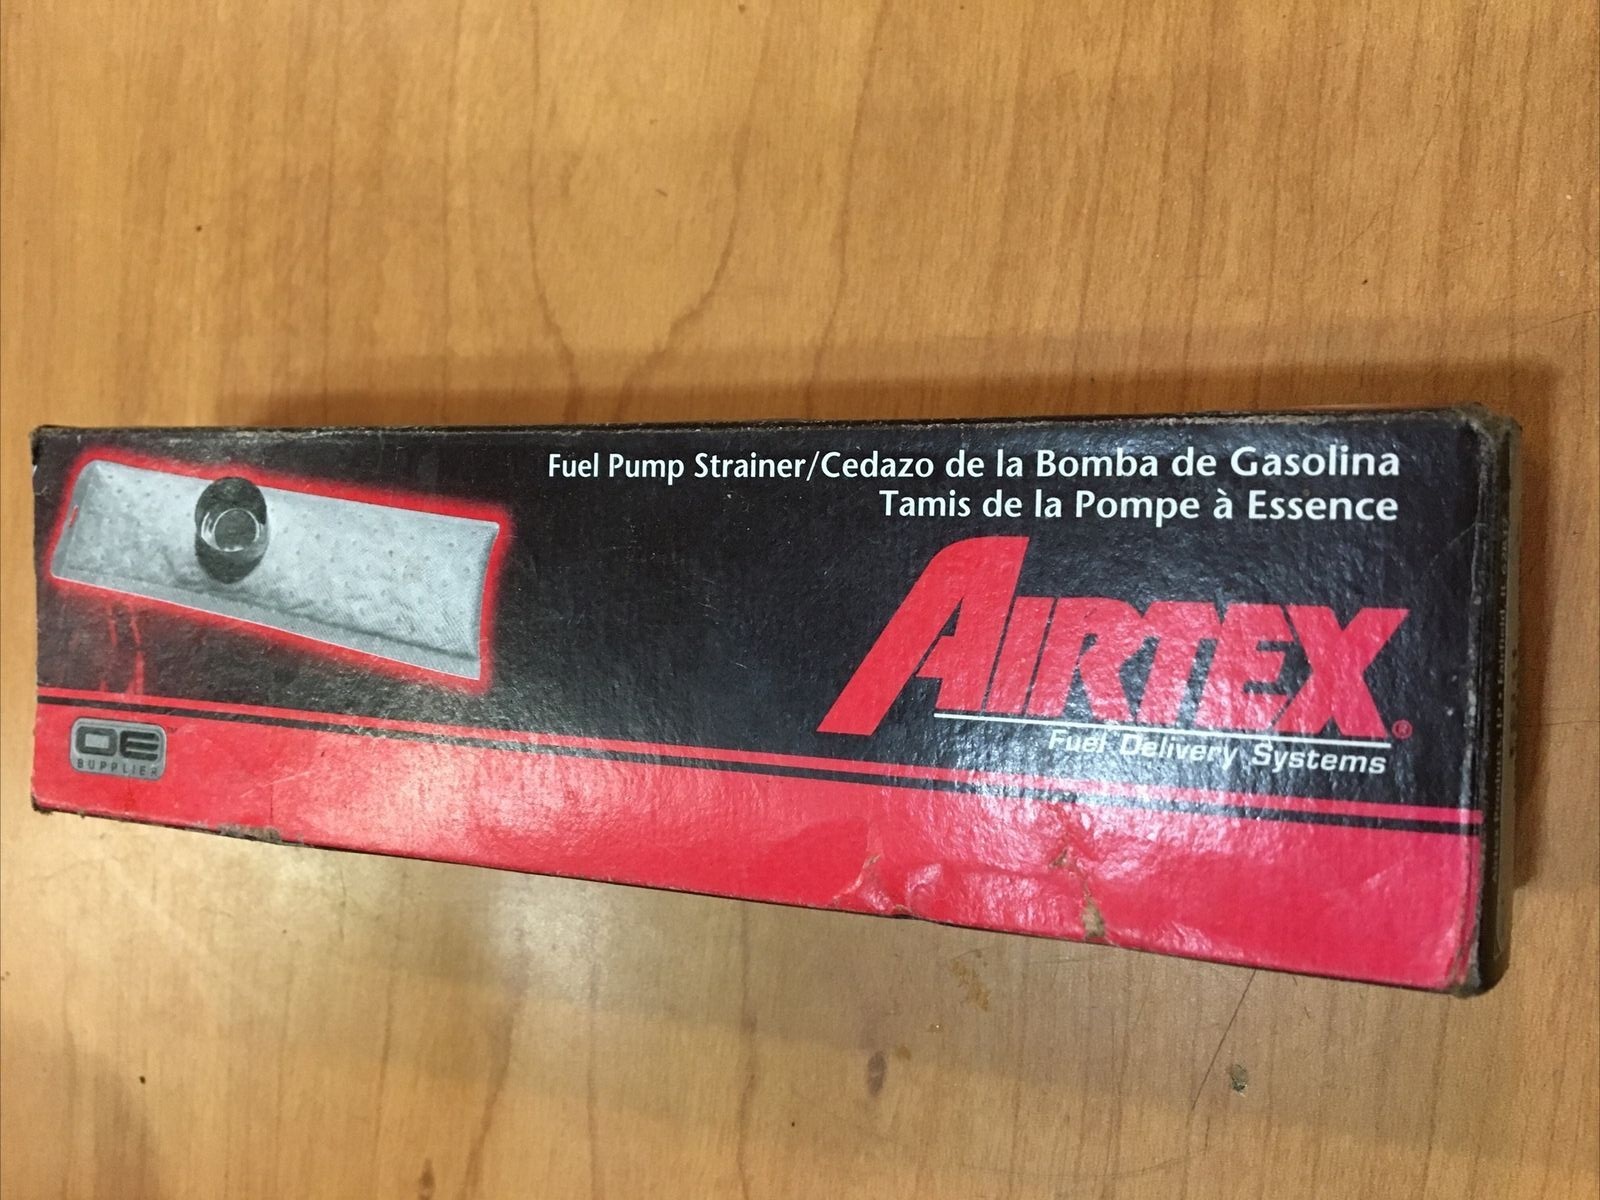 Fuel Pump Strainer/Cedazo de la Bomba de Gasolina
Tamis de la Pompe à Essence
AIRTEX®
Fuel Delivery Systems
OE
SUPPLIER